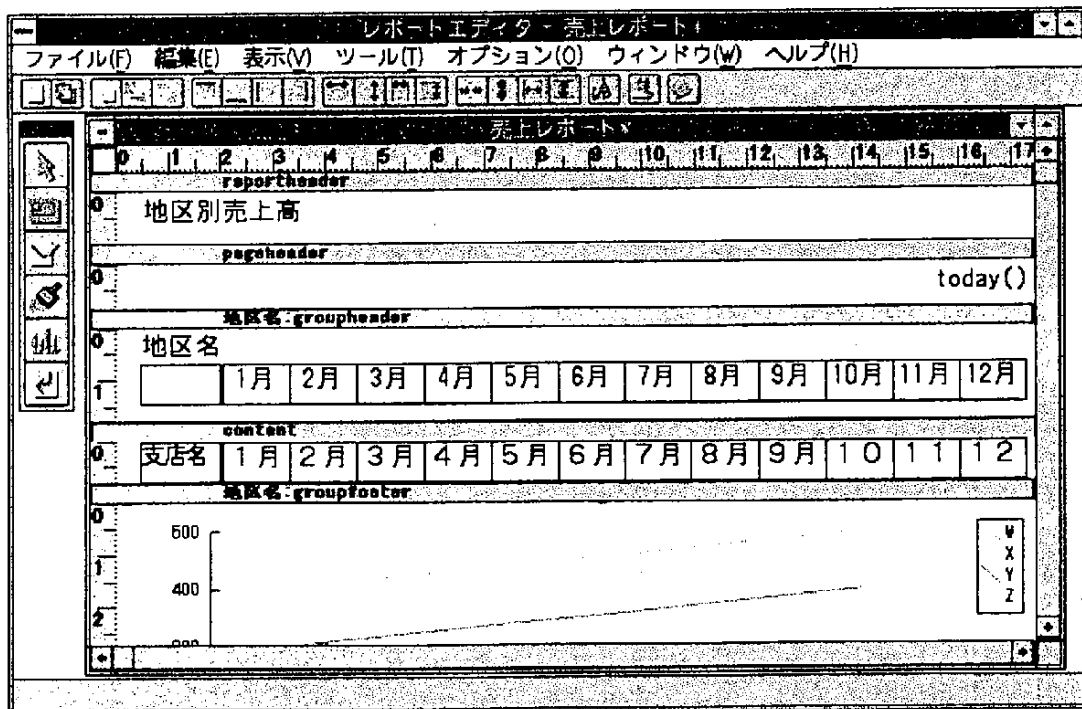 レポートエディタ - 売上レポート
ファイル(F) 編集(E) 表示(V) ツール(T) オプション(O) ウィンドウ(W) ヘルプ(H)
売上レポート
0 1 2 3 4 5 6 7 8 9 10 11 12 13 14 15 16 17
reportheader
0 地区別売上高
pageheader
0 today()
地区名:groupheader
0 地区名
1 1月 2月 3月 4月 5月 6月 7月 8月 9月 10月 11月 12月
content
0 支店名 1月 2月 3月 4月 5月 6月 7月 8月 9月 10 11 12
地区名:groupfooter
0
500 W
1 X
400 Y
2 Z